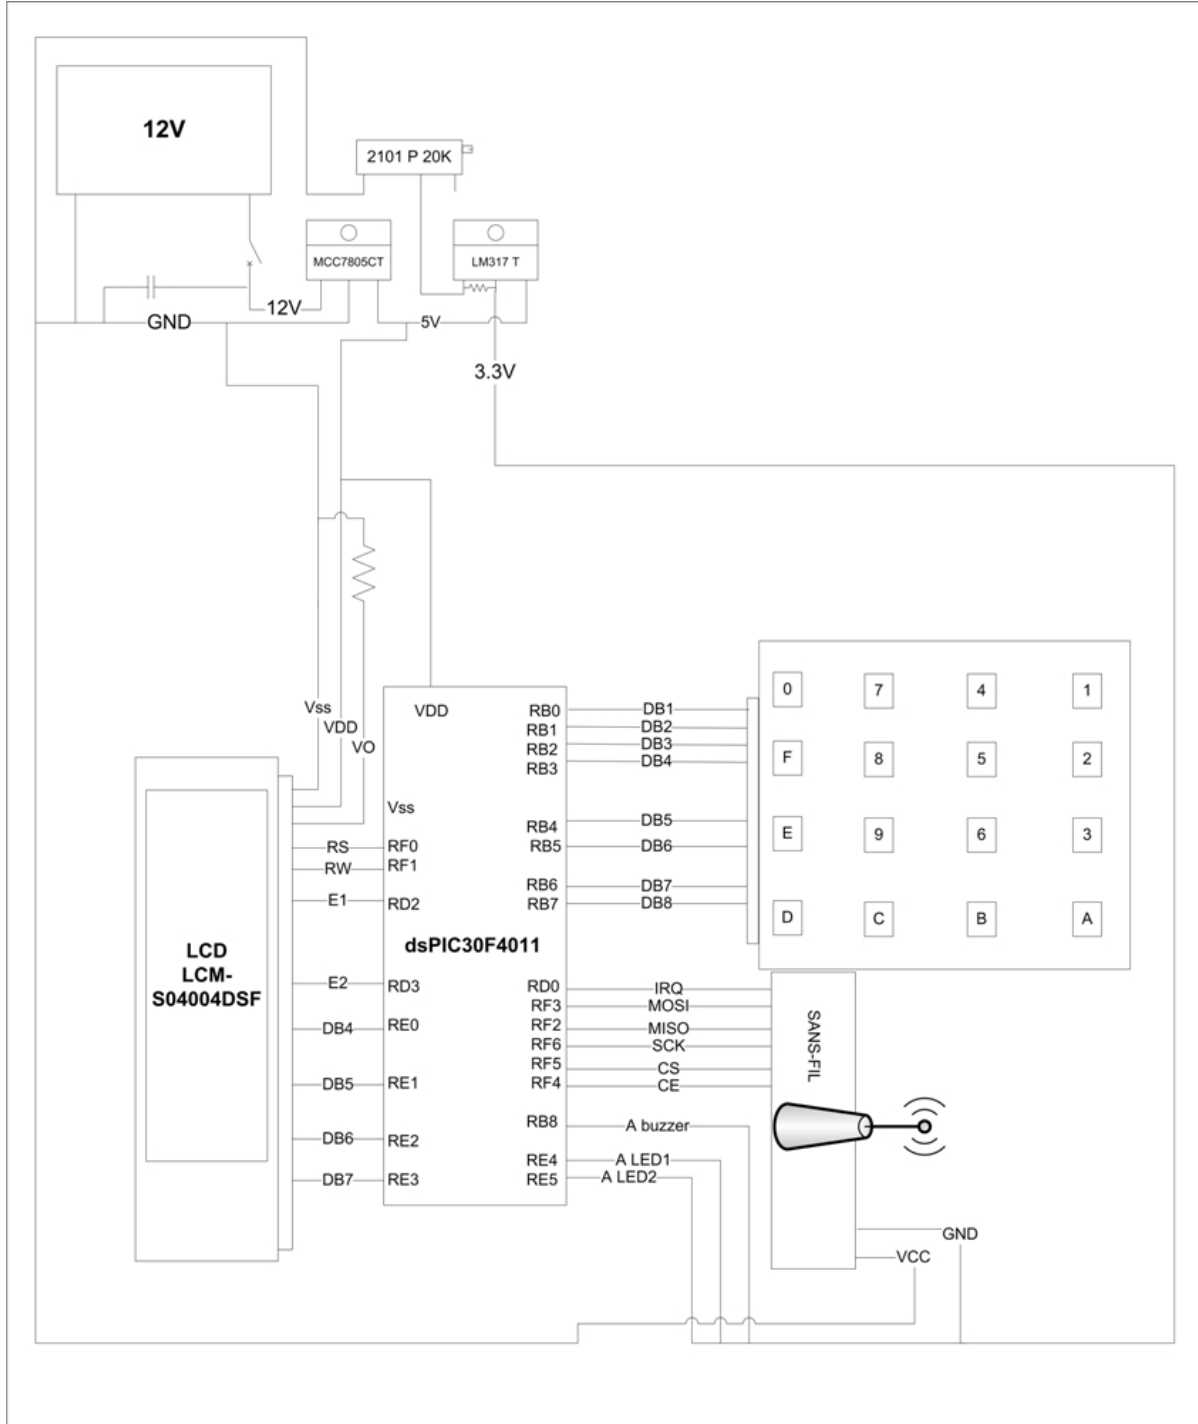 12V
2101 P 20K
MCC7805CT
LM317 T
12V
GND
5V
3.3V
Vss
VDD
VO
VDD
Vss
RS
RF0
RW
RF1
E1
RD2
dsPIC30F4011
E2
RD3
DB4
RE0
DB5
RE1
DB6
RE2
DB7
RE3
LCD
LCM-
S04004DSF
RB0
DB1
RB1
DB2
RB2
DB3
RB3
DB4
RB4
DB5
RB5
DB6
RB6
DB7
RB7
DB8
0 7 4 1
F 8 5 2
E 9 6 3
D C B A
RD0
IRQ
RF3
MOSI
RF2
MISO
RF6
SCK
RF5
CS
RF4
CE
RB8
A buzzer
RE4
A LED1
RE5
A LED2
SANS-FIL
GND
VCC